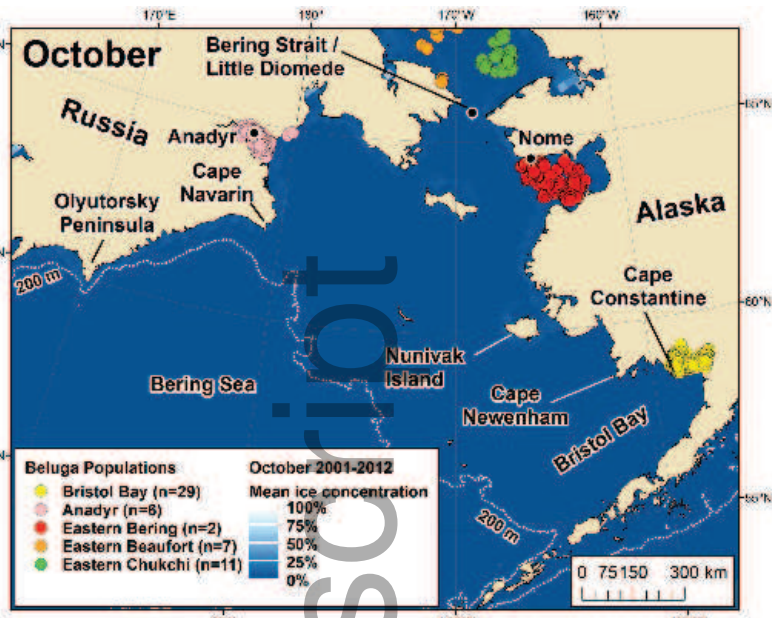 170°E
180°
170°W
160°W
October
Bering Strait /
Little Diomede
65°N
Russia
Anadyr
Nome
Cape
Navarin
Olyutorsky
Peninsula
Alaska
200 m
Cape
Constantine
60°N
Nunivak
Island
Bering Sea
Cape
Newenham
Bristol Bay
script
55°N
200 m
Beluga Populations
Bristol Bay (n=29)
Anadyr (n=6)
Eastern Bering (n=2)
Eastern Beaufort (n=7)
Eastern Chukchi (n=11)
October 2001-2012
Mean ice concentration
100%
75%
50%
25%
0%
0 75 150 300 km